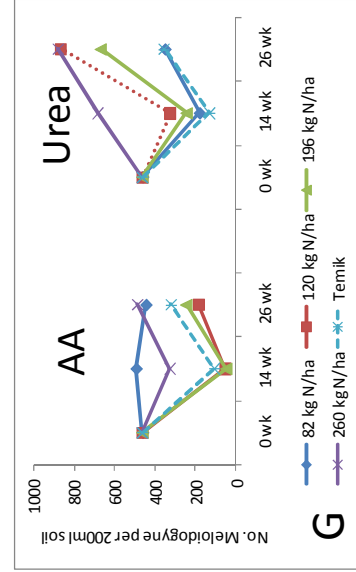 AA
Urea
No. Meloidogyne per 200ml soil
1000
800
600
400
200
0
0 wk 14 wk 26 wk 0 wk 14 wk 26 wk
82 kg N/ha 120 kg N/ha 196 kg N/ha
260 kg N/ha Temik
G